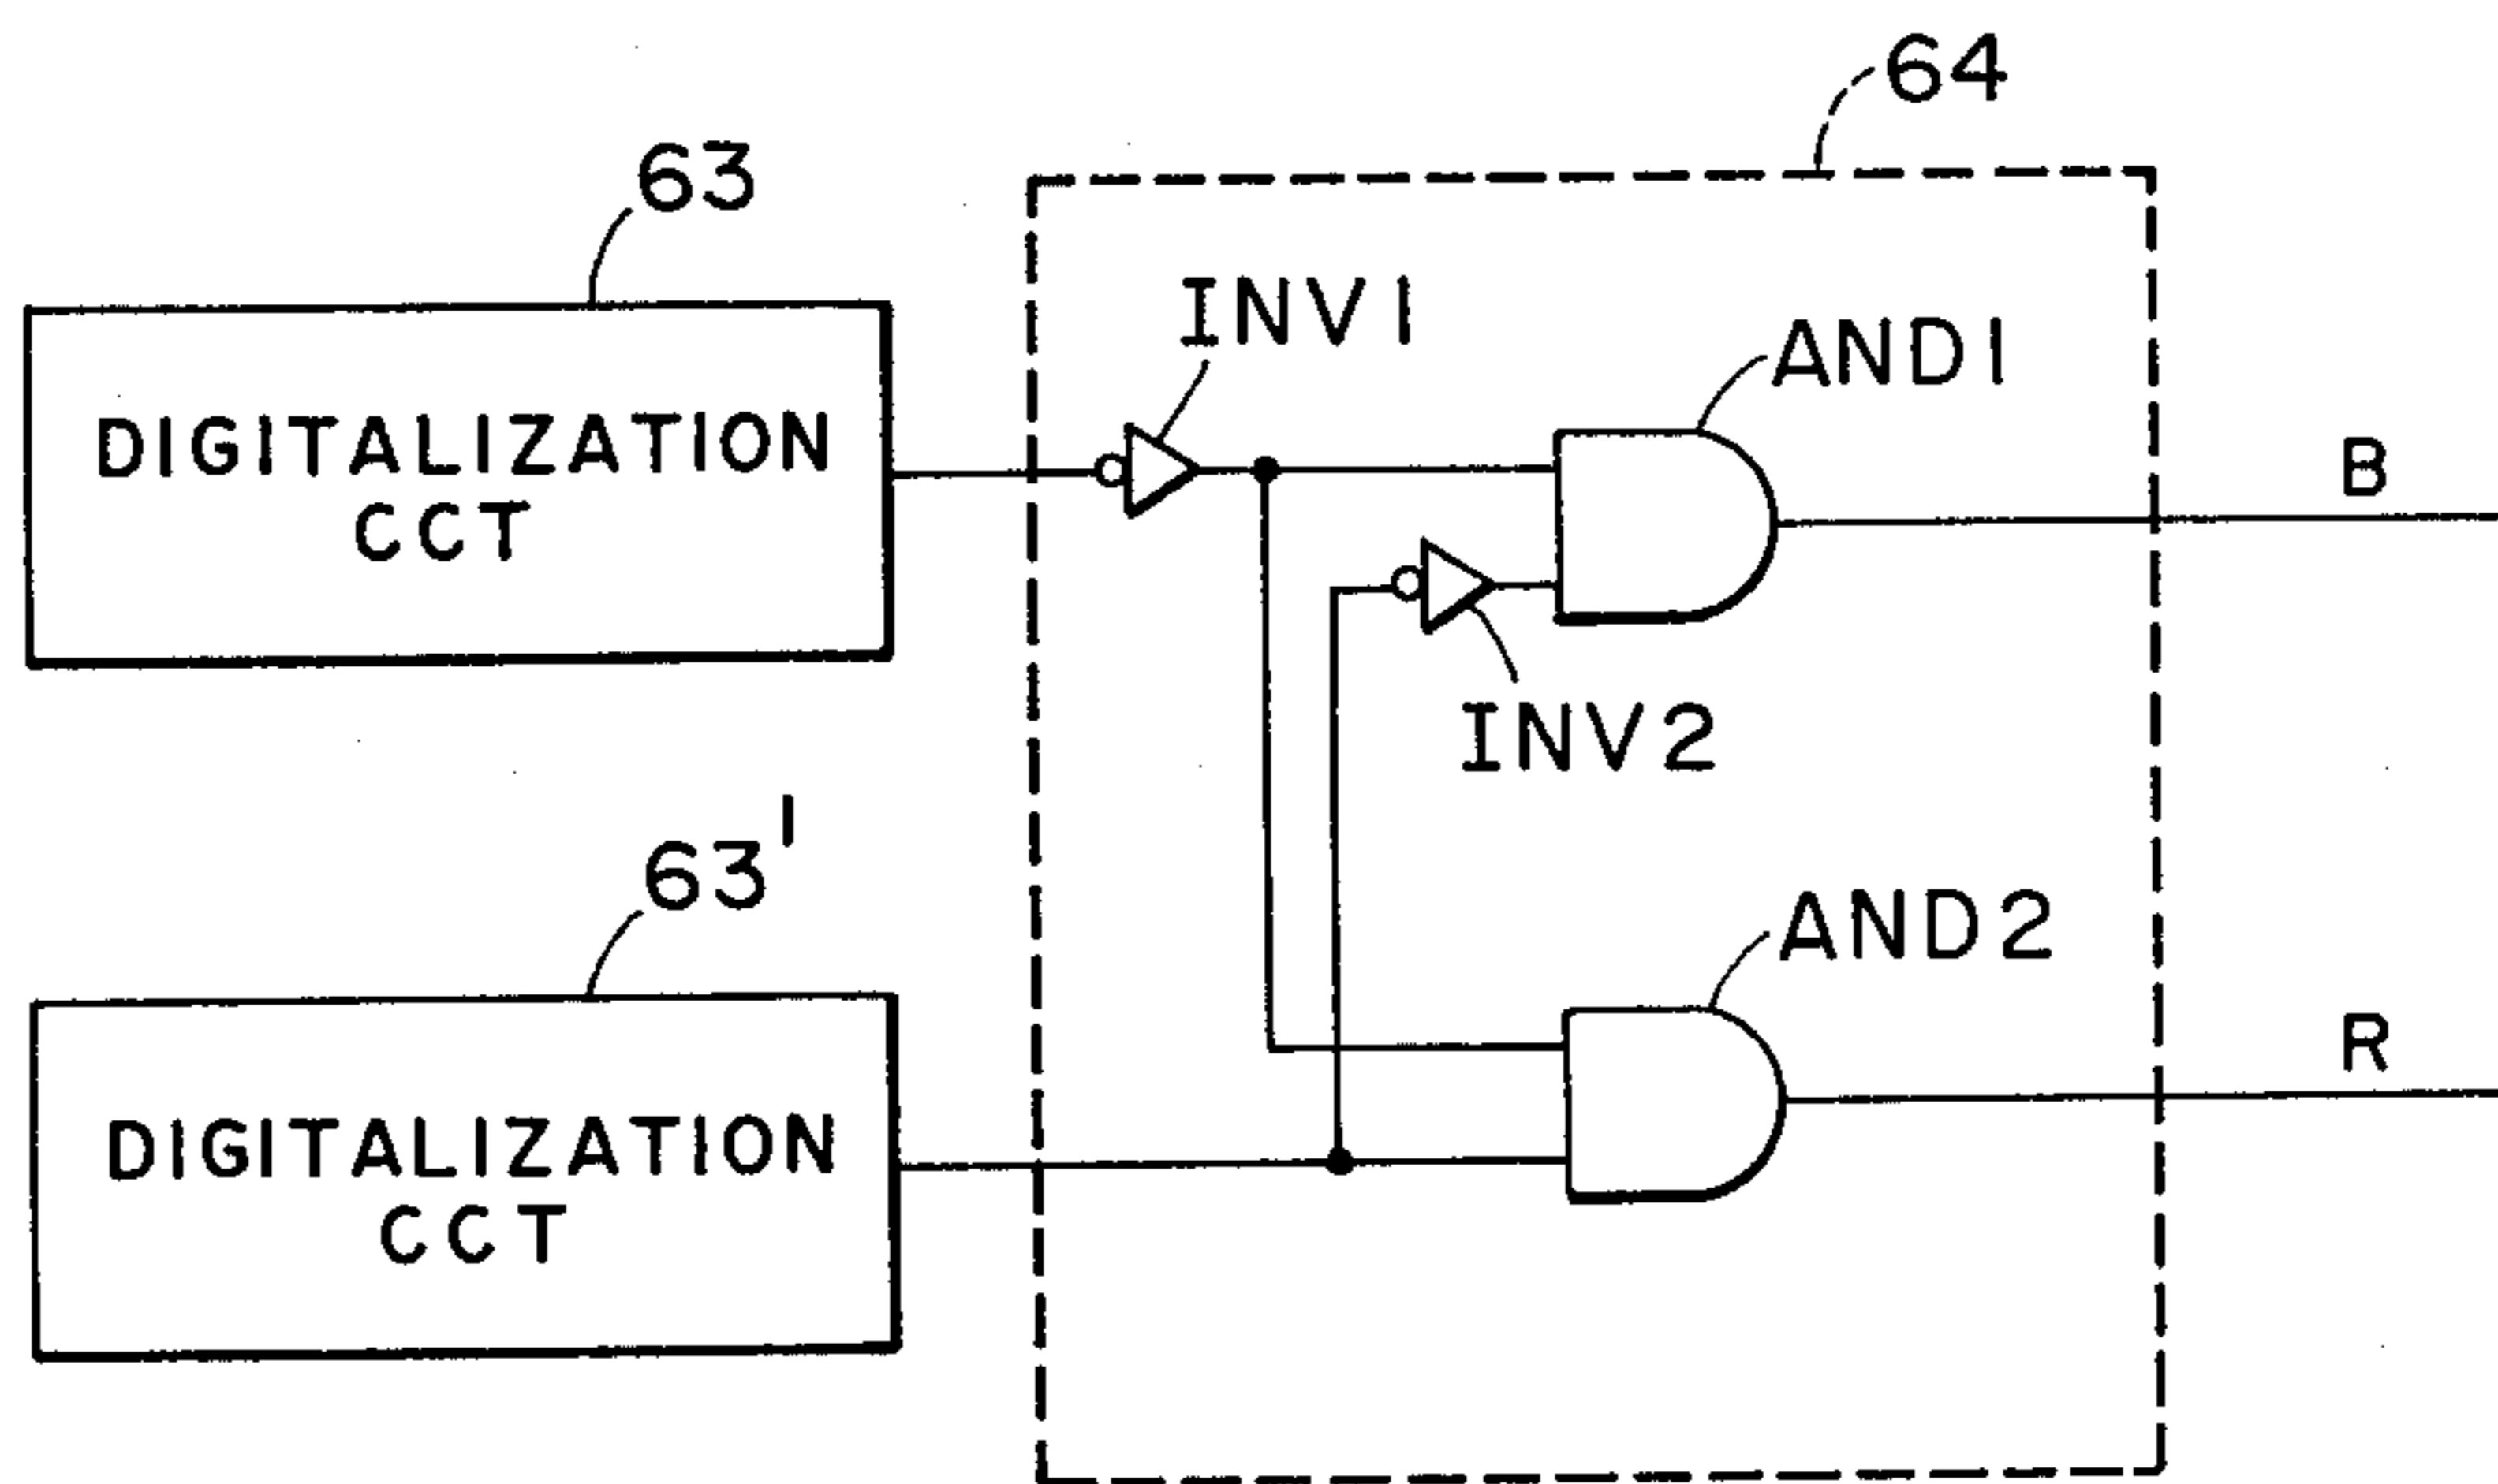 64
63
INV1
AND1
DIGITALIZATION
CCT
B
INV2
63'
AND2
R
DIGITALIZATION
CCT